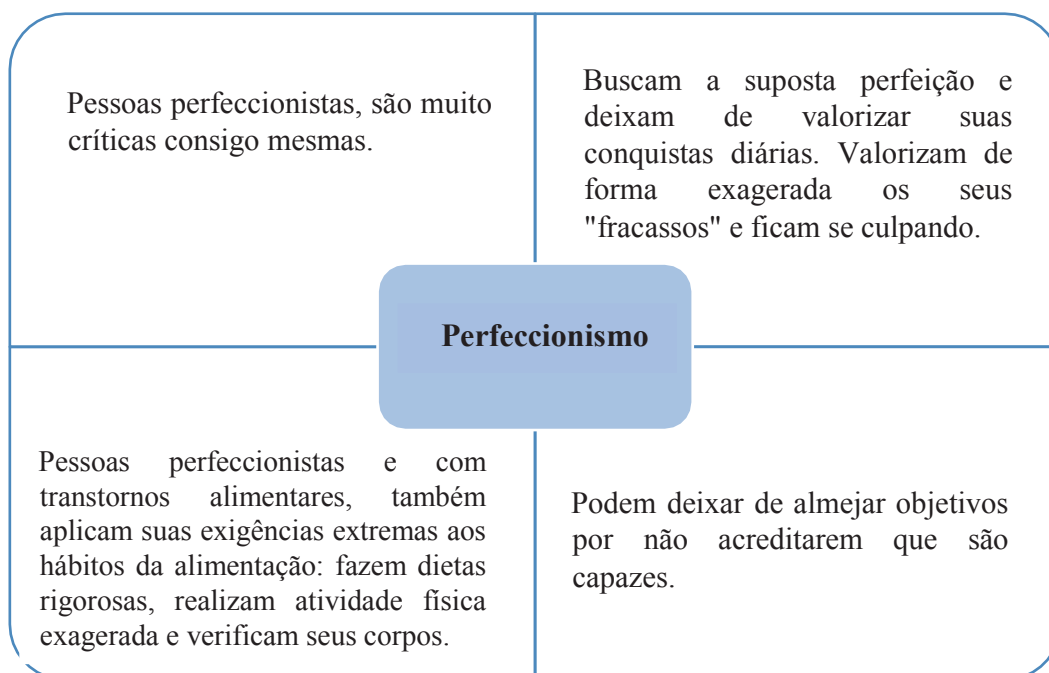 Pessoas perfeccionistas, são muito
críticas consigo mesmas.
Buscam a suposta perfeição e
deixam de valorizar suas
conquistas diárias. Valorizam de
forma exagerada os seus
"fracassos" e ficam se culpando.
Perfeccionismo
Pessoas perfeccionistas e com
transtornos alimentares, também
aplicam suas exigências extremas aos
hábitos da alimentação: fazem dietas
rigorosas, realizam atividade física
exagerada e verificam seus corpos.
Podem deixar de almejar objetivos
por não acreditarem que são
capazes.